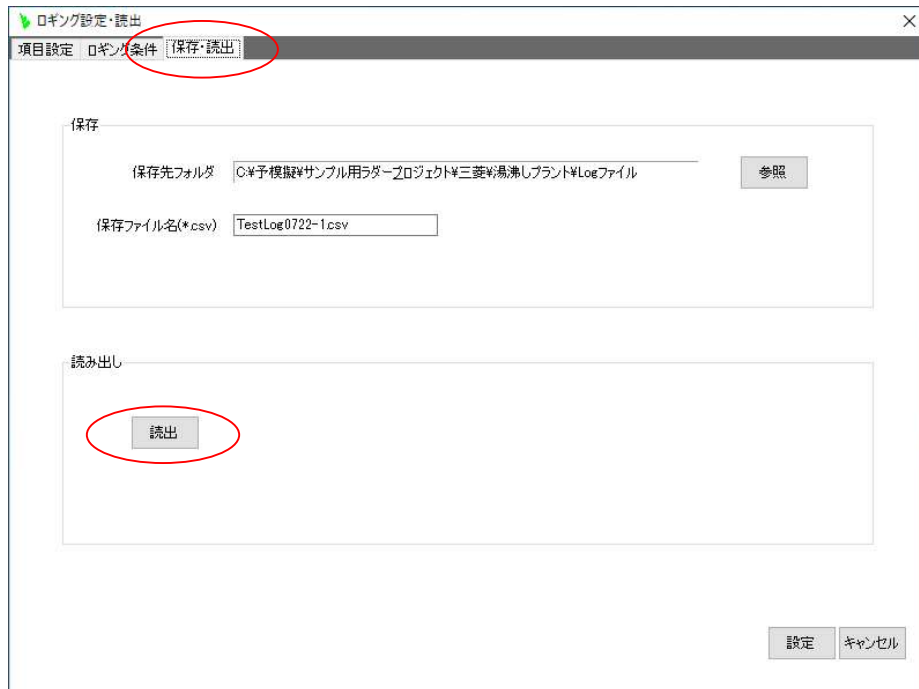 ロギング設定・読出
項目設定 ロギング条件 保存・読出
保存
保存先フォルダ C:¥予模擬¥サンプル用ラダープロジェクト¥三菱¥湯沸しプラント¥Logファイル 参照
保存ファイル名(*.csv) TestLog0722-1.csv
読み出し
読出
設定 キャンセル